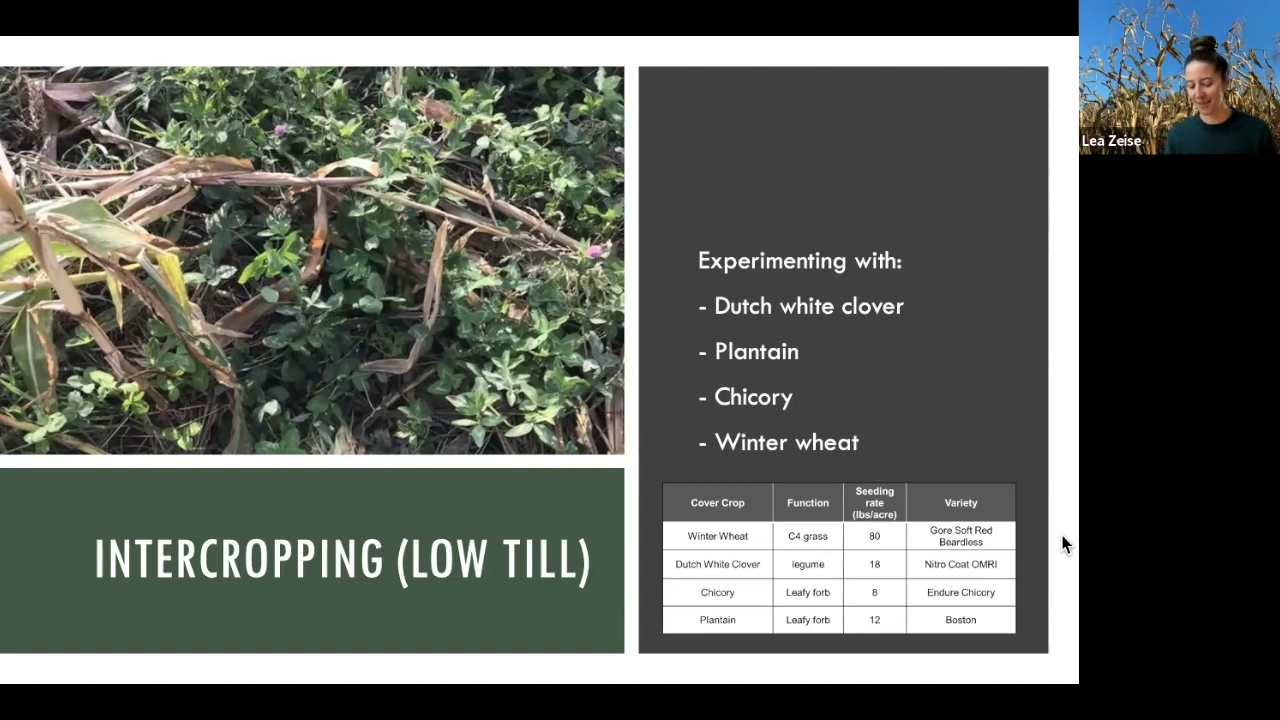 Lea Zeise
Experimenting with:
- Dutch white clover
- Plantain
- Chicory
- Winter wheat
Cover Crop Function Seeding rate (lbs/acre) Variety
Winter Wheat C4 grass 80 Gore Soft Red Beardless
Dutch White Clover legume 18 Nitro Coat OMRI
Chicory Leafy forb 8 Endure Chicory
Plantain Leafy forb 12 Boston
INTERCROPPING (LOW TILL)